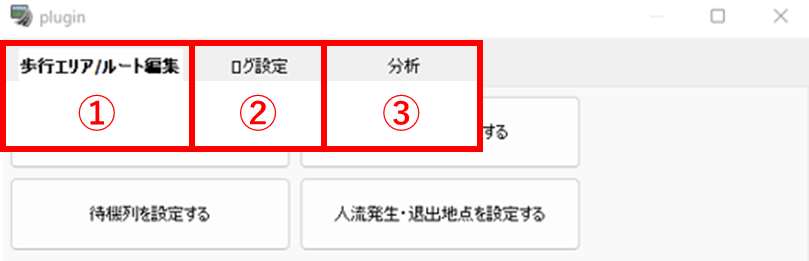 plugin
歩行エリア/ルート編集 ログ設定 分析
① ② ③
する
待機列を設定する 人流発生・退出地点を設定する